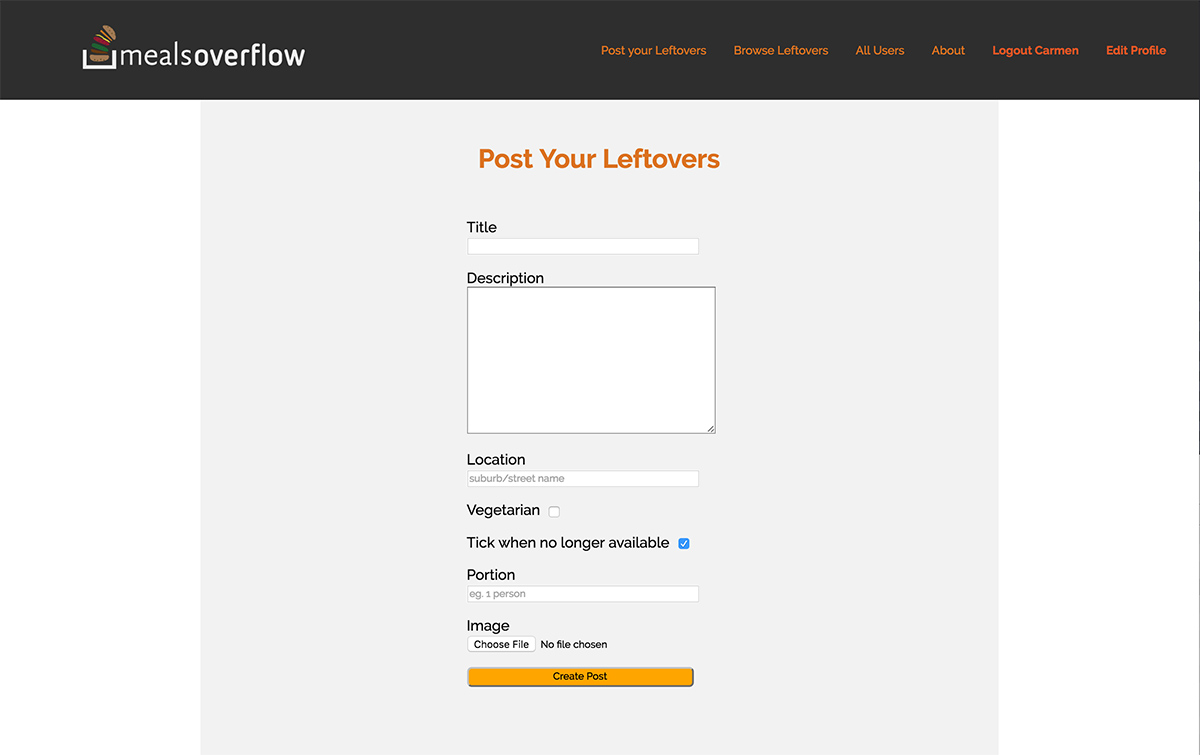 mealsoverflow
Post your Leftovers Browse Leftovers All Users About Logout Carmen Edit Profile
Post Your Leftovers
Title
Description
Location
suburb/street name
Vegetarian
Tick when no longer available
Portion
eg. 1 person
Image
Choose File No file chosen
Create Post